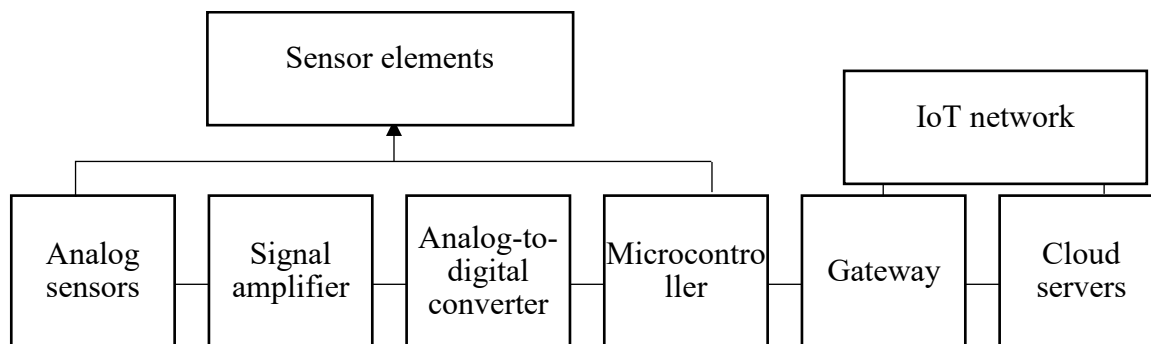 Sensor elements
IoT network
Analog
sensors
Signal
amplifier
Analog-to-
digital
converter
Microcontro
ller
Gateway
Cloud
servers